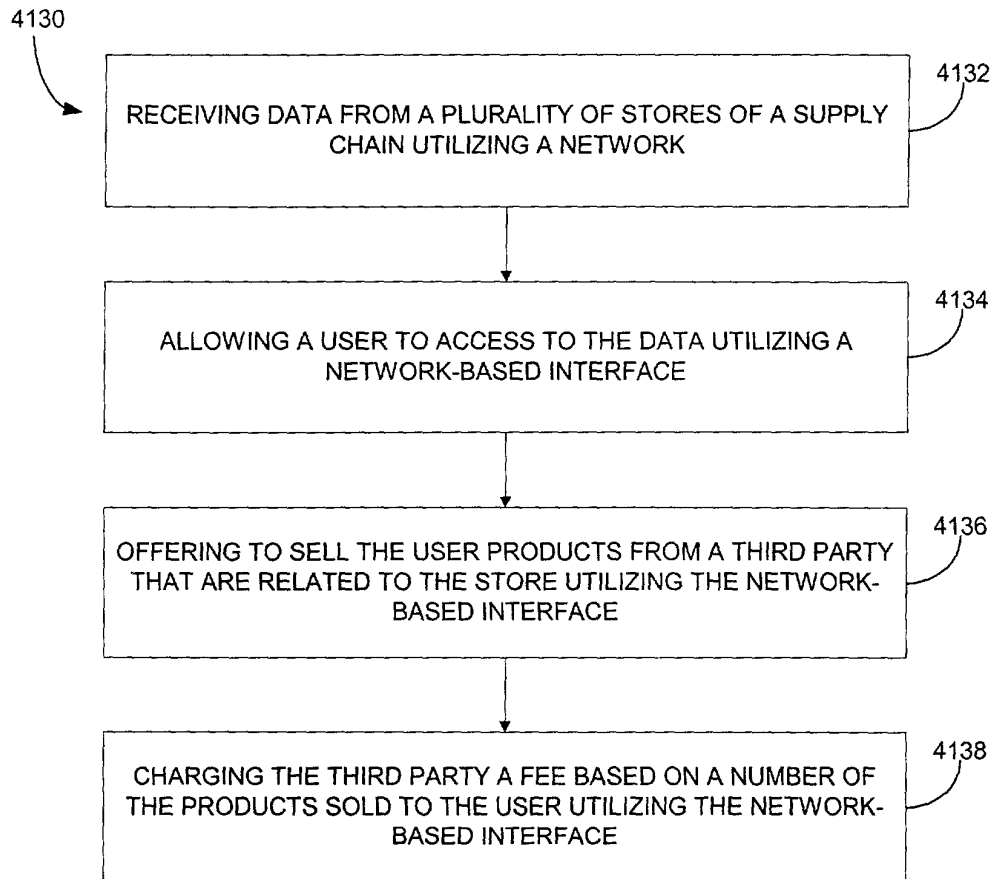 4130
4132
RECEIVING DATA FROM A PLURALITY OF STORES OF A SUPPLY
CHAIN UTILIZING A NETWORK
4134
ALLOWING A USER TO ACCESS TO THE DATA UTILIZING A
NETWORK-BASED INTERFACE
4136
OFFERING TO SELL THE USER PRODUCTS FROM A THIRD PARTY
THAT ARE RELATED TO THE STORE UTILIZING THE NETWORK-
BASED INTERFACE
4138
CHARGING THE THIRD PARTY A FEE BASED ON A NUMBER OF
THE PRODUCTS SOLD TO THE USER UTILIZING THE NETWORK-
BASED INTERFACE